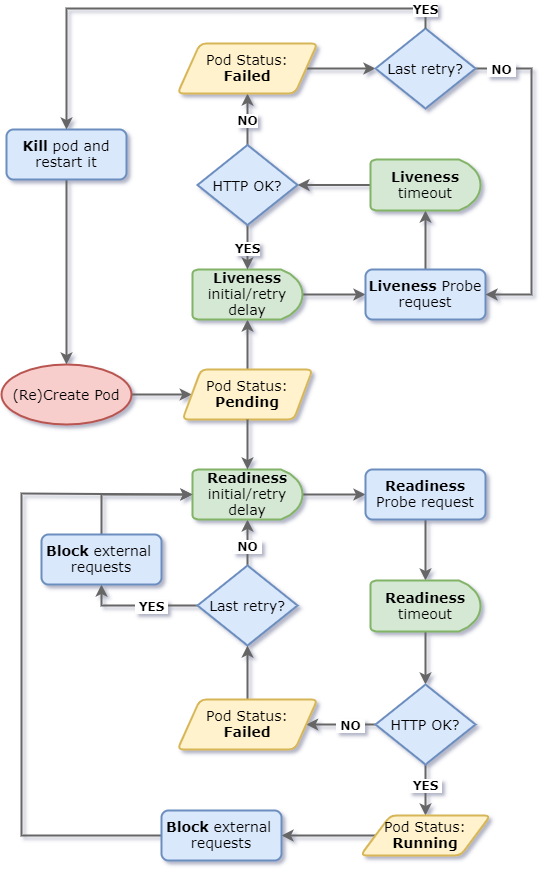 YES
Pod Status:
Failed
Last retry?
NO
Kill pod and
restart it
NO
HTTP OK?
Liveness
timeout
YES
Liveness
initial/retry
delay
Liveness Probe
request
(Re)Create Pod
Pod Status:
Pending
Readiness
initial/retry
delay
Readiness
Probe request
Block external
requests
NO
YES
Last retry?
Readiness
timeout
Pod Status:
Failed
NO
HTTP OK?
YES
Block external
requests
Pod Status:
Running